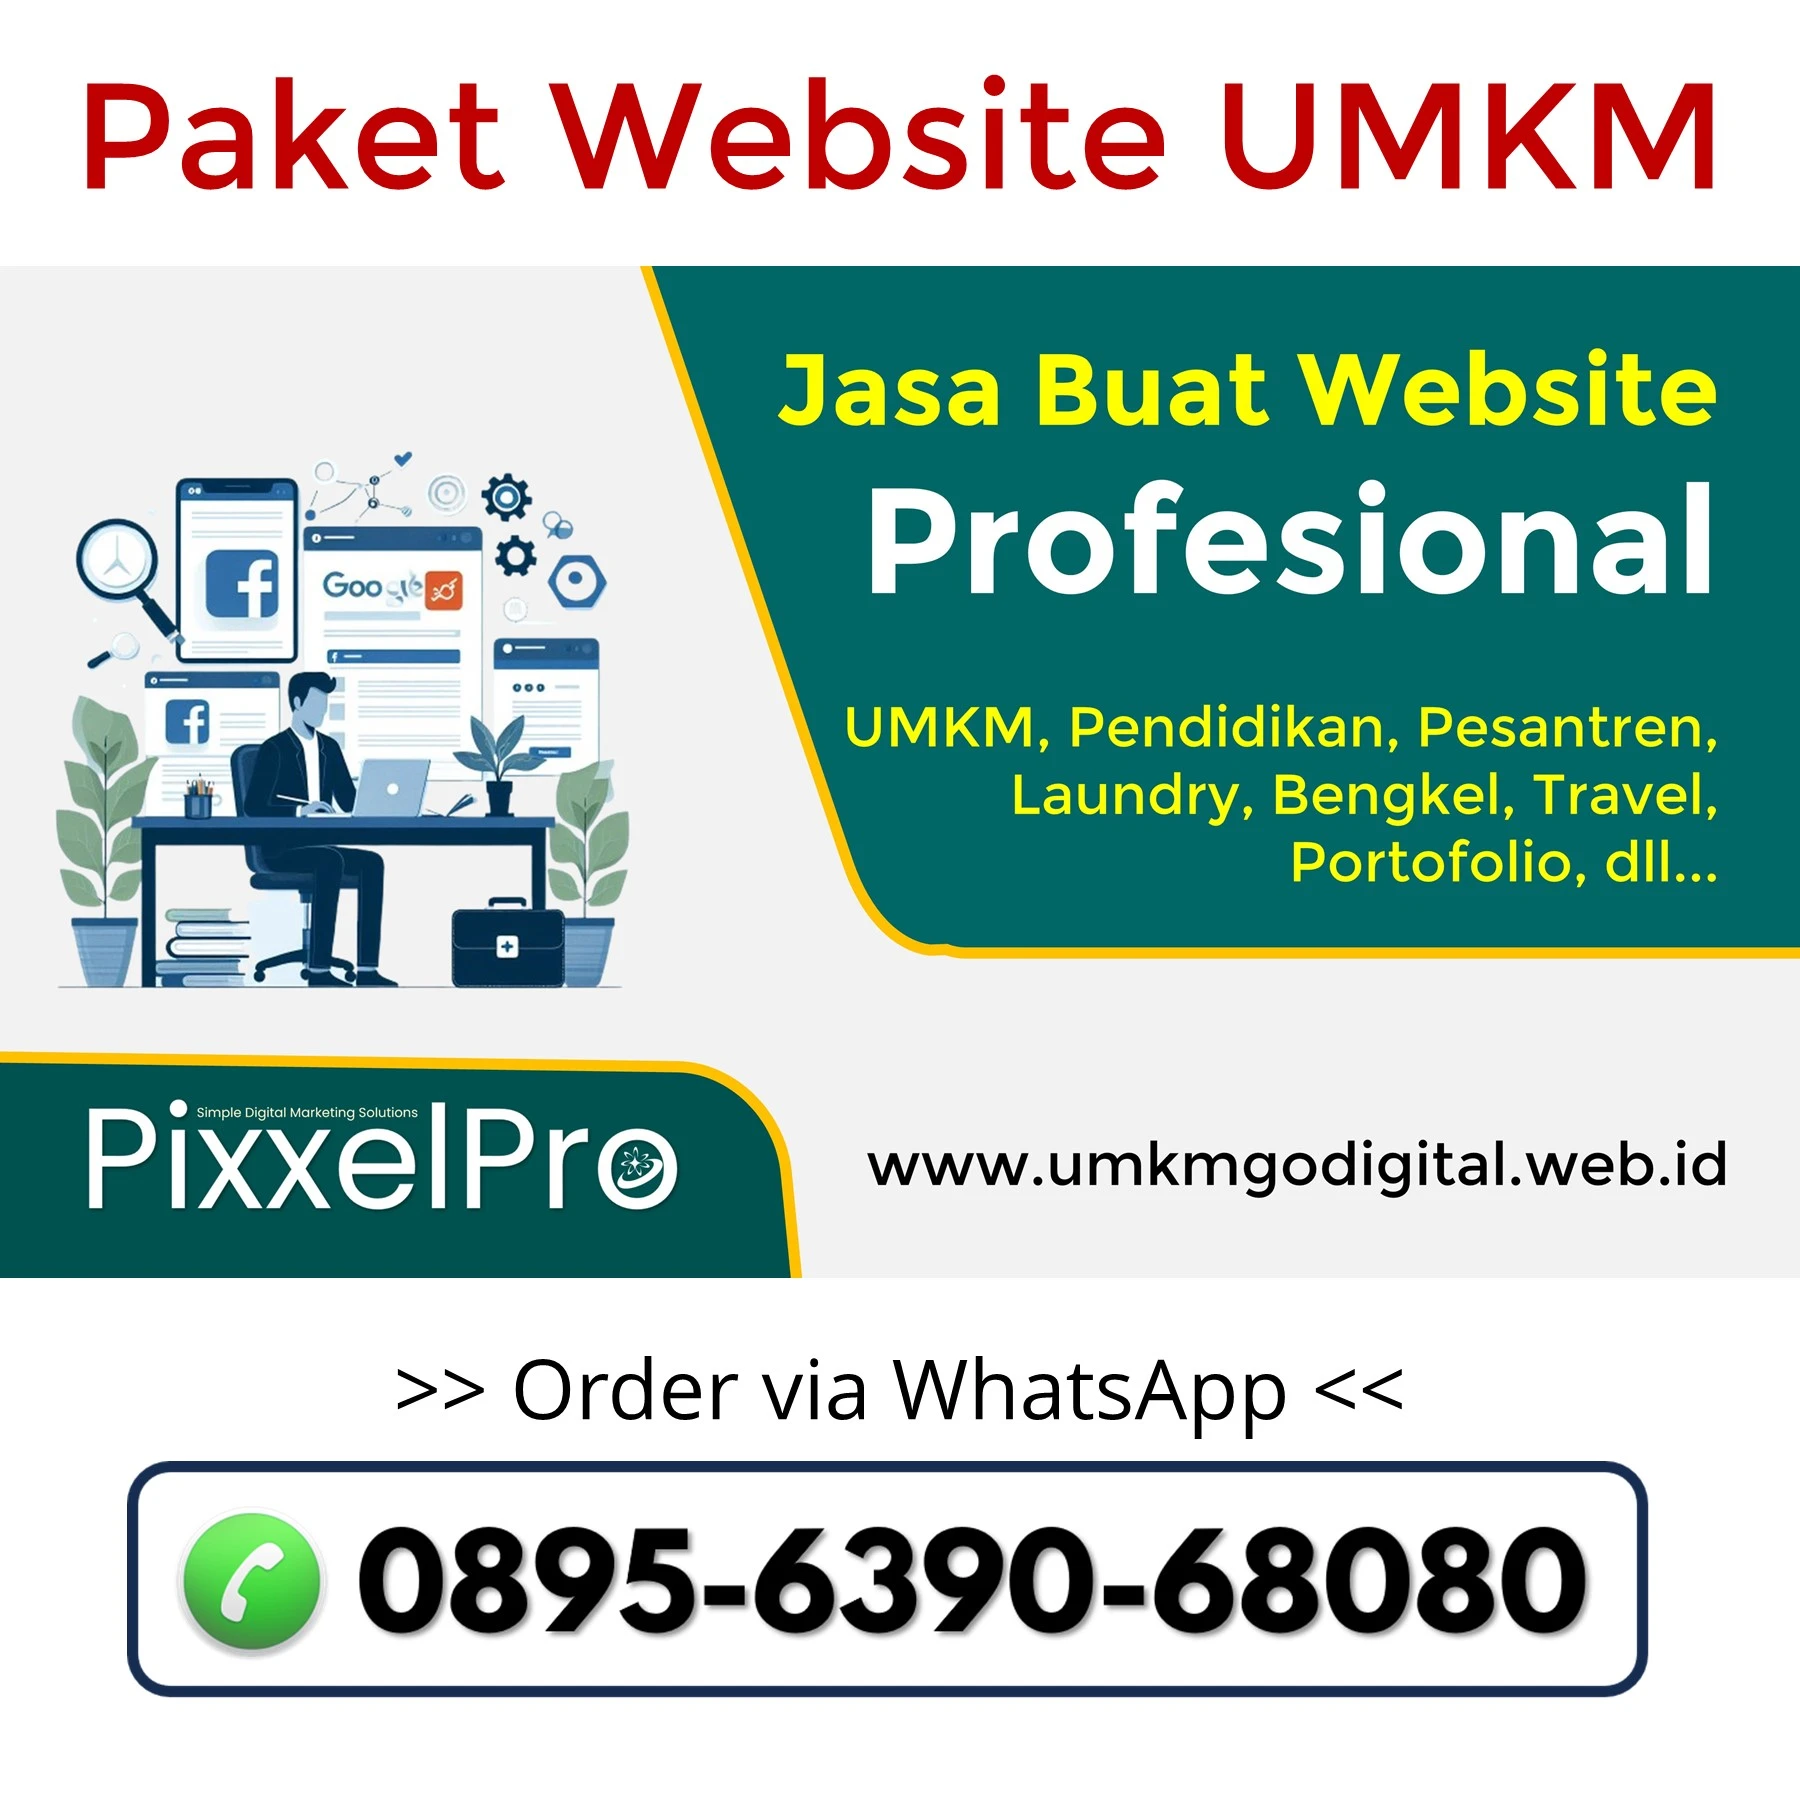 Paket Website UMKM
Jasa Buat Website
Profesional
UMKM, Pendidikan, Pesantren,
Laundry, Bengkel, Travel,
Portofolio, dll...
Google
Simple Digital Marketing Solutions
PixxelPro
www.umkmgodigital.web.id
>> Order via WhatsApp <<
0895-6390-68080